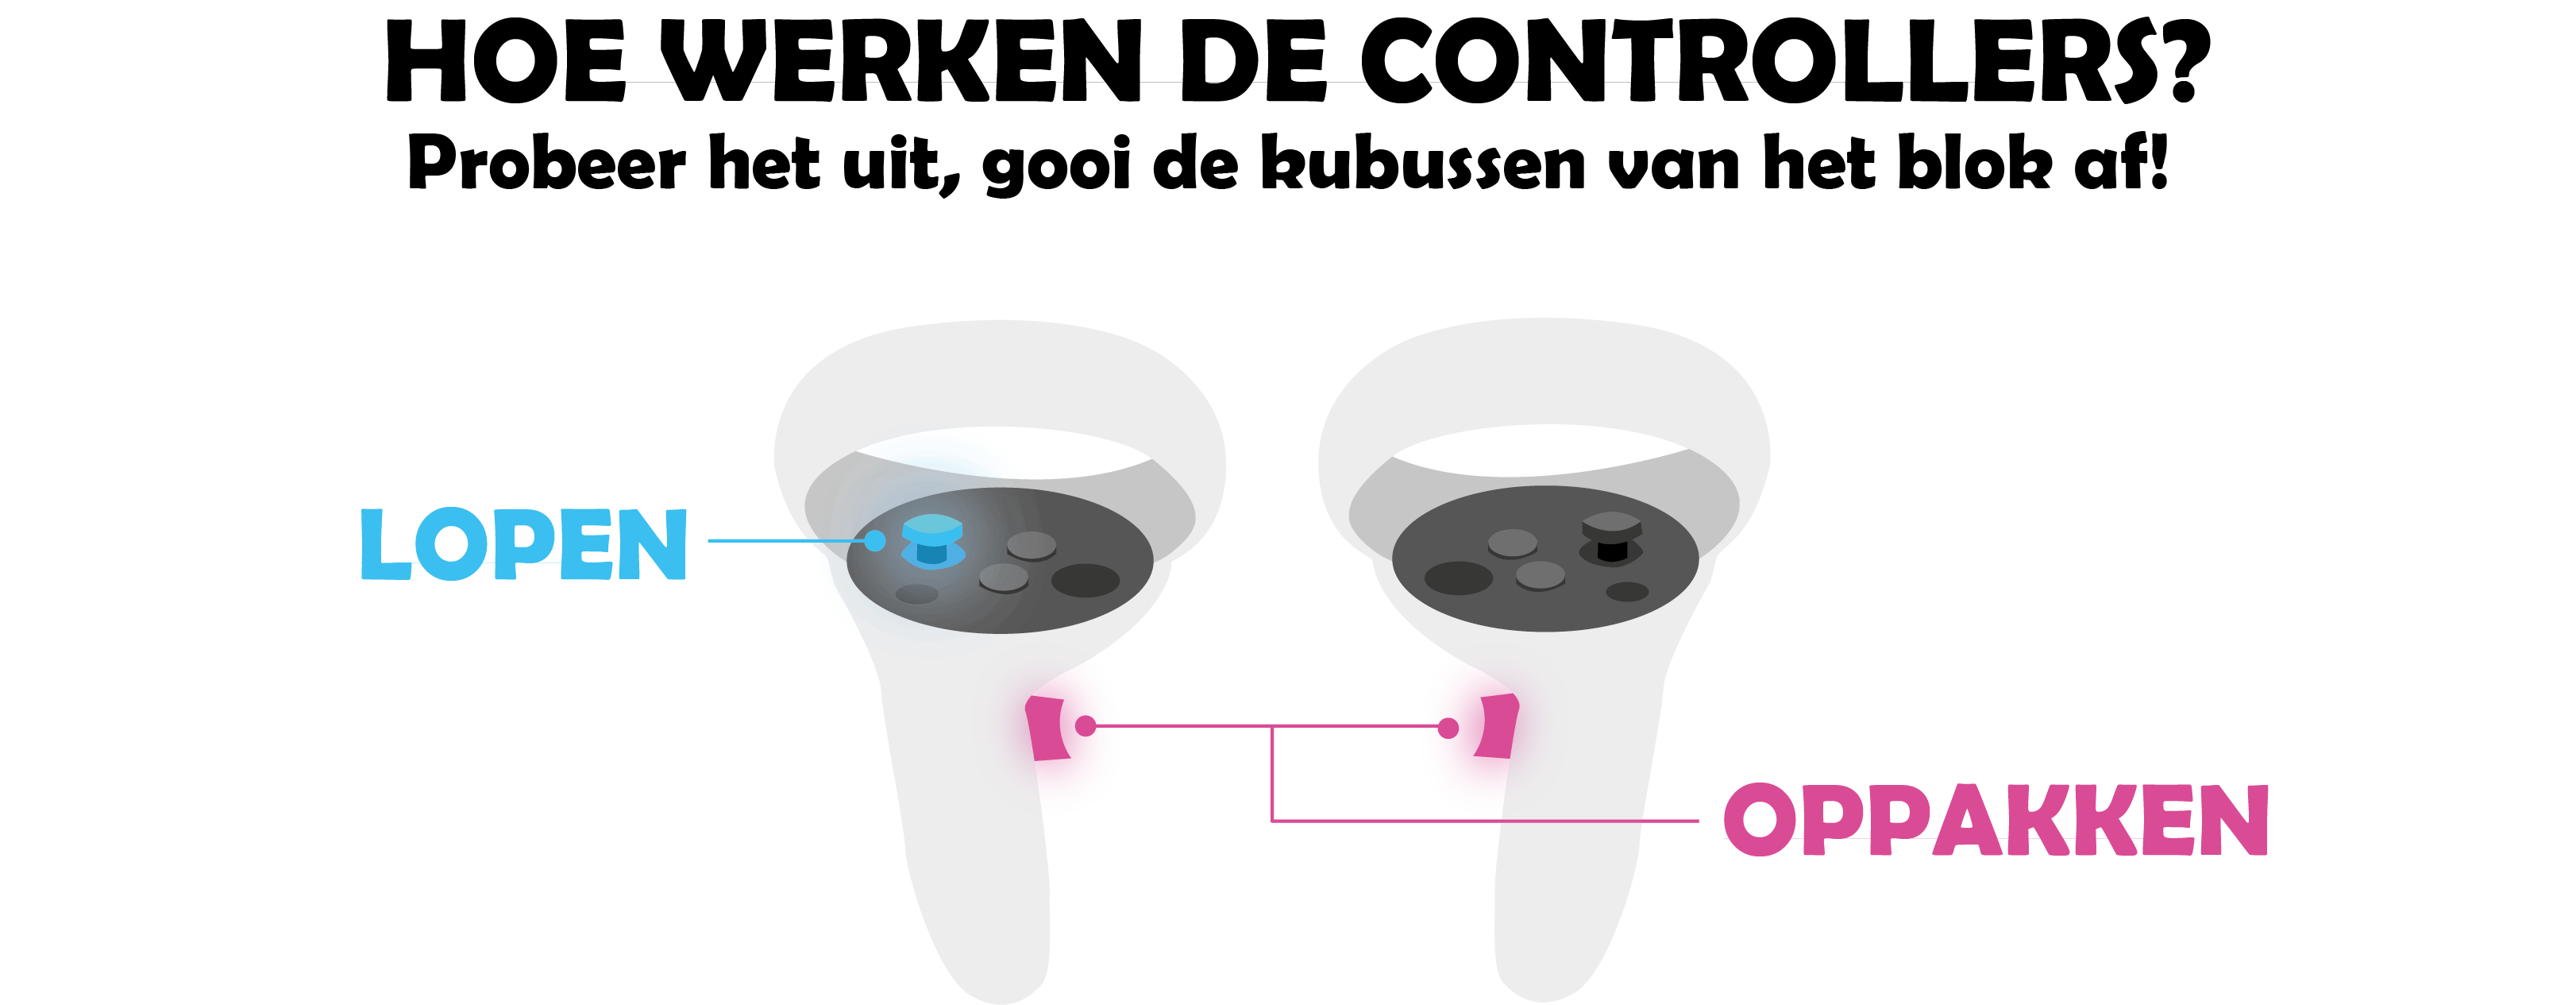 HOE WERKEN DE CONTROLLERS?
Probeer het uit, gooi de kubussen van het blok af!
LOPEN
OPPAKKEN